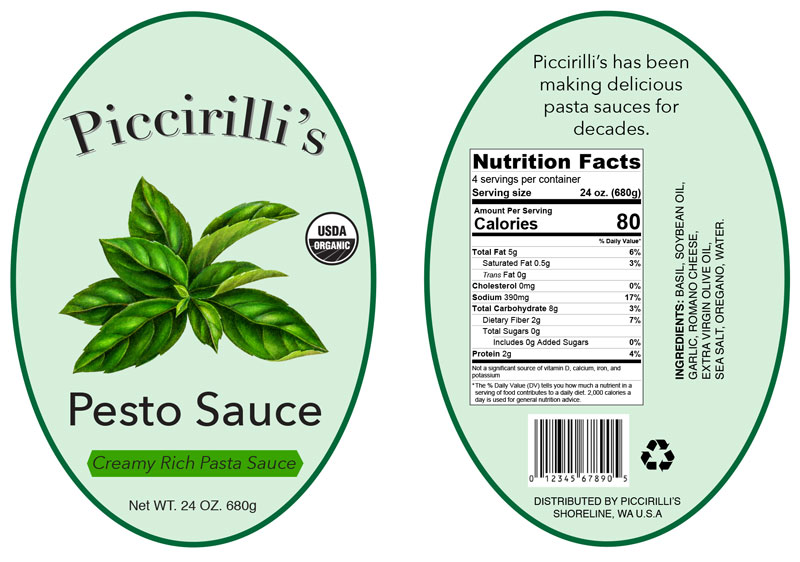 Piccirilli's
USDA
ORGANIC
Pesto Sauce
Creamy Rich Pasta Sauce
Net WT. 24 OZ. 680g
Piccirilli's has been
making delicious
pasta sauces for
decades.
Nutrition Facts
4 servings per container
Serving size 24 oz. (680g)
Amount Per Serving
Calories 80
% Daily Value*
Total Fat 5g 6%
Saturated Fat 0.5g 3%
Trans Fat 0g
Cholesterol 0mg 0%
Sodium 390mg 17%
Total Carbohydrate 8g 3%
Dietary Fiber 2g 7%
Total Sugars 0g
Includes 0g Added Sugars 0%
Protein 2g 4%
Not a significant source of vitamin D, calcium, iron, and
potassium
*The % Daily Value (DV) tells you how much a nutrient in a
serving of food contributes to a daily diet. 2,000 calories a
day is used for general nutrition advice.
INGREDIENTS: BASIL, SOYBEAN OIL,
GARLIC, ROMANO CHEESE,
EXTRA VIRGIN OLIVE OIL,
SEA SALT, OREGANO, WATER.
0 12345 67890 5
DISTRIBUTED BY PICCIRILLI'S
SHORELINE, WA U.S.A